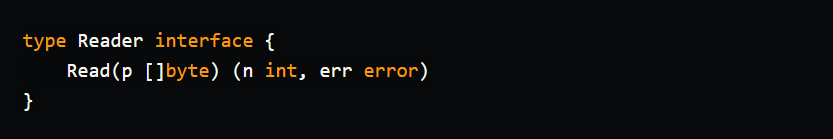 type Reader interface {
    Read(p []byte) (n int, err error)
}